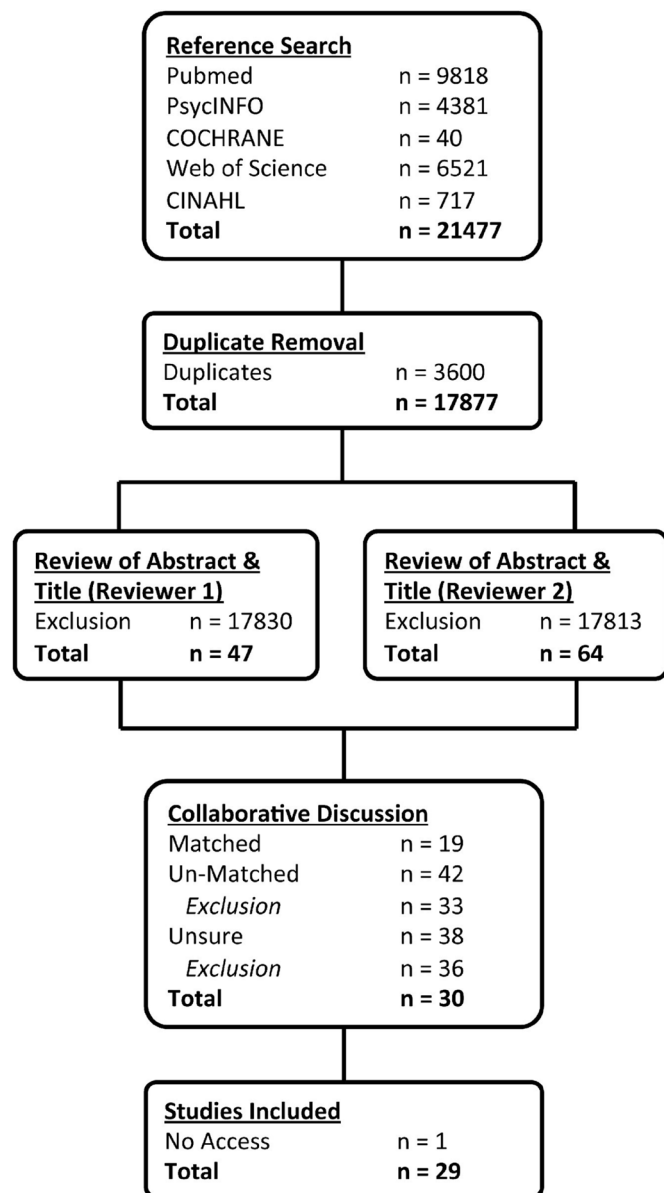 Reference Search
Pubmed n = 9818
PsycINFO n = 4381
COCHRANE n = 40
Web of Science n = 6521
CINAHL n = 717
Total n = 21477
Duplicate Removal
Duplicates n = 3600
Total n = 17877
Review of Abstract &
Title (Reviewer 1)
Exclusion n = 17830
Total n = 47
Review of Abstract &
Title (Reviewer 2)
Exclusion n = 17813
Total n = 64
Collaborative Discussion
Matched n = 19
Un-Matched n = 42
Exclusion n = 33
Unsure n = 38
Exclusion n = 36
Total n = 30
Studies Included
No Access n = 1
Total n = 29